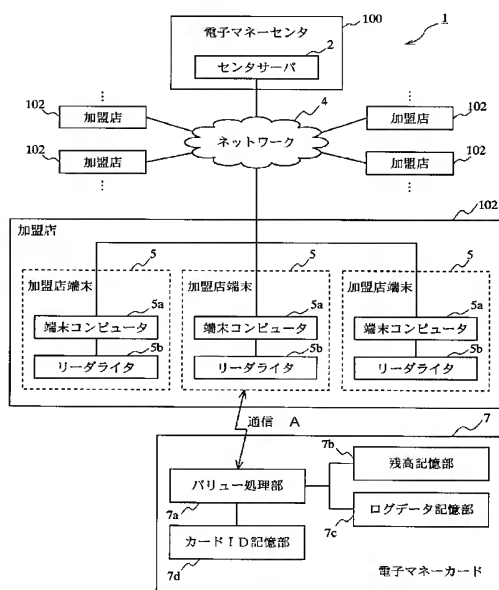 1
100
電子マネーセンタ
2
センタサーバ
4
ネットワーク
⋮
102
加盟店
102
加盟店
⋮
⋮
102
加盟店
102
加盟店
⋮
102
加盟店
5
加盟店端末
5a
端末コンピュータ
5b
リーダライタ
5
加盟店端末
5a
端末コンピュータ
5b
リーダライタ
5
加盟店端末
5a
端末コンピュータ
5b
リーダライタ
通信 A
7
バリュー処理部
7a
7b
残高記憶部
ログデータ記憶部
7c
カードID記憶部
7d
電子マネーカード